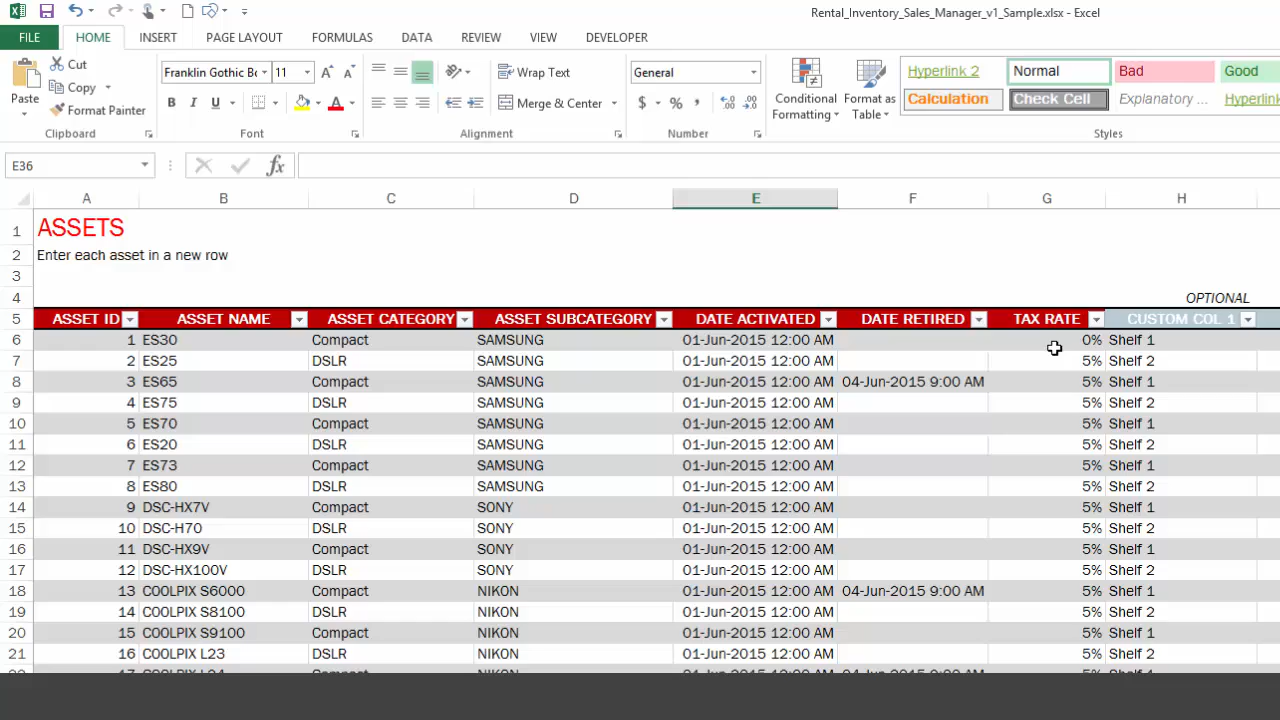 Rental_Inventory_Sales_Manager_v1_Sample.xlsx - Excel
FILE HOME INSERT PAGE LAYOUT FORMULAS DATA REVIEW VIEW DEVELOPER
Paste
Cut
Copy
Format Painter
Clipboard
Franklin Gothic Bo 11
B I U
Font
Wrap Text
Merge & Center
Alignment
General
$ % ,
Number
Conditional Formatting
Format as Table
Hyperlink 2 Normal Bad Good
Calculation Check Cell Explanatory ... Hyperlink
Styles
E36 fx
A B C D E F G H
1 ASSETS
2 Enter each asset in a new row
3
4 OPTIONAL
5 ASSET ID ASSET NAME ASSET CATEGORY ASSET SUBCATEGORY DATE ACTIVATED DATE RETIRED TAX RATE CUSTOM COL 1
6 1 ES30 Compact SAMSUNG 01-Jun-2015 12:00 AM 0% Shelf 1
7 2 ES25 DSLR SAMSUNG 01-Jun-2015 12:00 AM 5% Shelf 2
8 3 ES65 Compact SAMSUNG 01-Jun-2015 12:00 AM 04-Jun-2015 9:00 AM 5% Shelf 1
9 4 ES75 DSLR SAMSUNG 01-Jun-2015 12:00 AM 5% Shelf 2
10 5 ES70 Compact SAMSUNG 01-Jun-2015 12:00 AM 5% Shelf 1
11 6 ES20 DSLR SAMSUNG 01-Jun-2015 12:00 AM 5% Shelf 2
12 7 ES73 Compact SAMSUNG 01-Jun-2015 12:00 AM 5% Shelf 1
13 8 ES80 DSLR SAMSUNG 01-Jun-2015 12:00 AM 5% Shelf 2
14 9 DSC-HX7V Compact SONY 01-Jun-2015 12:00 AM 5% Shelf 1
15 10 DSC-H70 DSLR SONY 01-Jun-2015 12:00 AM 5% Shelf 2
16 11 DSC-HX9V Compact SONY 01-Jun-2015 12:00 AM 5% Shelf 1
17 12 DSC-HX100V DSLR SONY 01-Jun-2015 12:00 AM 5% Shelf 2
18 13 COOLPIX S6000 Compact NIKON 01-Jun-2015 12:00 AM 04-Jun-2015 9:00 AM 5% Shelf 1
19 14 COOLPIX S8100 DSLR NIKON 01-Jun-2015 12:00 AM 5% Shelf 2
20 15 COOLPIX S9100 Compact NIKON 01-Jun-2015 12:00 AM 5% Shelf 1
21 16 COOLPIX L23 DSLR NIKON 01-Jun-2015 12:00 AM 5% Shelf 2